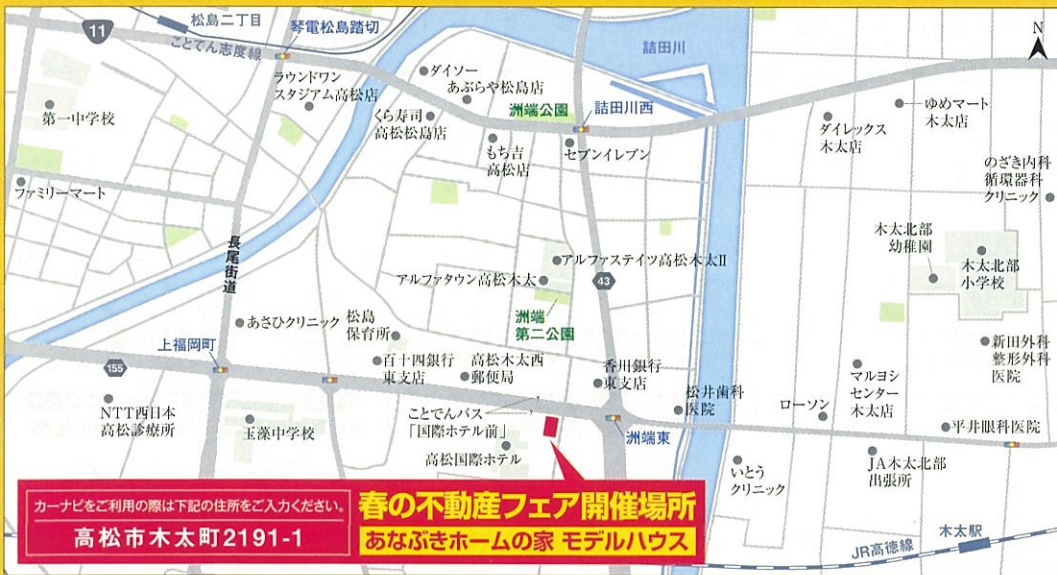 11
松島二丁目
ことでん志度線
琴電松島踏切
詰田川
N
ダイソー
あぶらや松島店
ラウンドワン
スタジアム高松店
第一中学校
くら寿司
高松松島店
洲端公園
詰田川西
ゆめマート
木太店
ダイレックス
木太店
もち吉
高松店
セブンイレブン
のざき内科
循環器科
クリニック
ファミリーマート
長尾街道
木太北部
幼稚園
木太北部
小学校
アルファステイツ高松木太II
アルファタウン高松木太
43
洲端
第二公園
あさひクリニック
松島
保育所
上福岡町
新田外科
整形外科
医院
155
百十四銀行
東支店
高松木太西
郵便局
香川銀行
東支店
マルヨシ
センター
木太店
松井歯科
医院
ローソン
NTT西日本
高松診療所
玉藻中学校
ことでんバス
「国際ホテル前」
洲端東
平井眼科医院
高松国際ホテル
いとう
クリニック
JA木太北部
出張所
カーナビをご利用の際は下記の住所をご入力ください。
高松市木太町2191-1
春の不動産フェア開催場所
あなぶきホームの家 モデルハウス
JR高徳線
木太駅